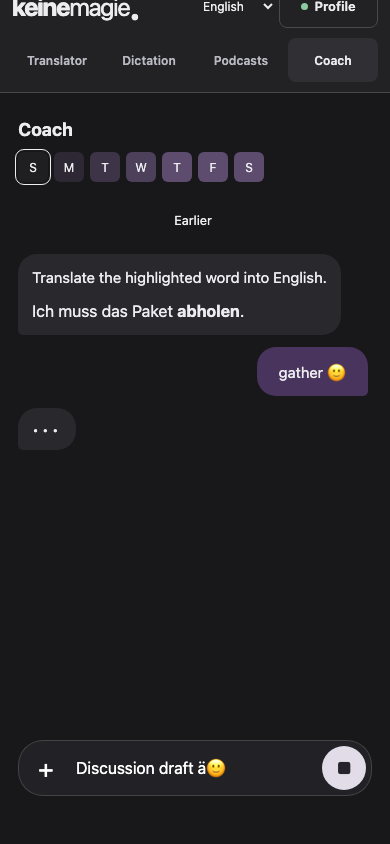 keinemagie.
English
Profile
Translator Dictation Podcasts Coach
Coach
S M T W T F S
Earlier
Translate the highlighted word into English.
Ich muss das Paket abholen.
gather 🙂
...
+ Discussion draft ä🙂